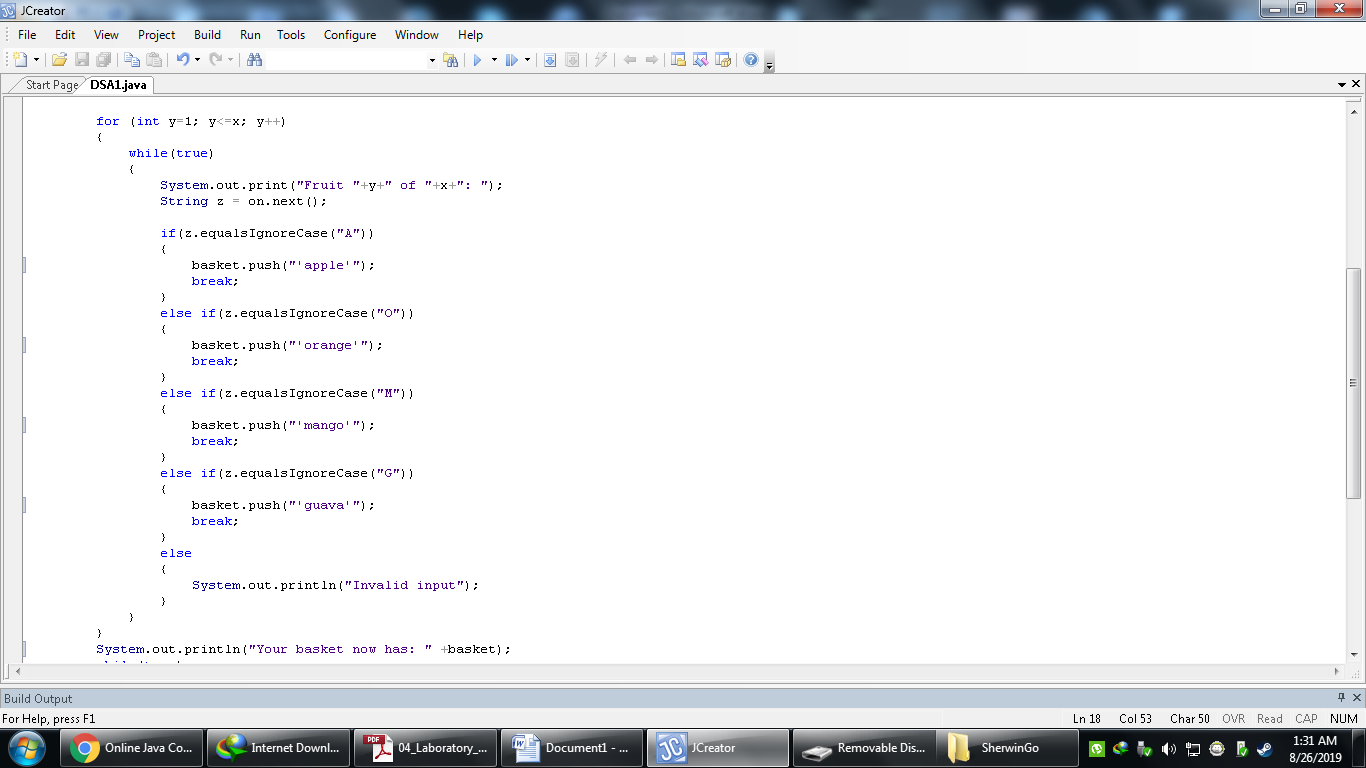 JCreator
File Edit View Project Build Run Tools Configure Window Help
Start Page DSA1.java
for (int y=1; y<=x; y++)
{
while(true)
{
System.out.print("Fruit "+y+" of "+x+": ");
String z = on.next();
if(z.equalsIgnoreCase("A"))
{
basket.push("'apple'");
break;
}
else if(z.equalsIgnoreCase("O"))
{
basket.push("'orange'");
break;
}
else if(z.equalsIgnoreCase("M"))
{
basket.push("'mango'");
break;
}
else if(z.equalsIgnoreCase("G"))
{
basket.push("'guava'");
break;
}
else
{
System.out.println("Invalid input");
}
}
}
System.out.println("Your basket now has: " +basket);
Build Output
For Help, press F1 Ln 18 Col 53 Char 50 OVR Read CAP NUM
Online Java Co... Internet Downl... 04_Laboratory_... Document1 - ... JCreator Removable Dis... SherwinGo
1:31 AM
8/26/2019